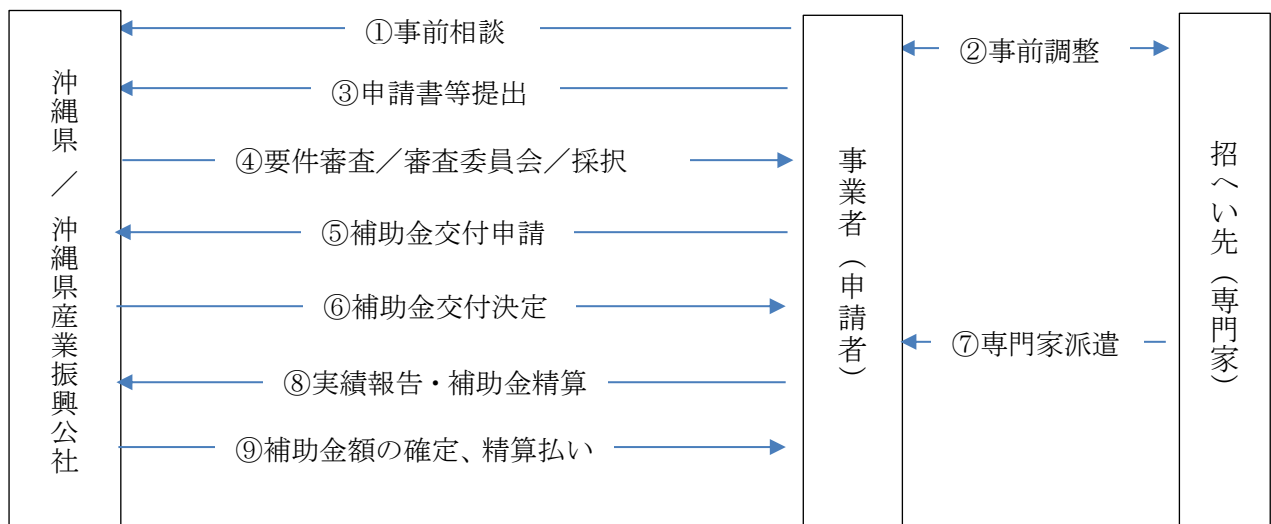 沖縄県／沖縄県産業振興公社
①事前相談
②事前調整
③申請書等提出
④要件審査／審査委員会／採択
⑤補助金交付申請
⑥補助金交付決定
⑦専門家派遣
⑧実績報告・補助金精算
⑨補助金額の確定、精算払い
事業者（申請者）
招へい先（専門家）